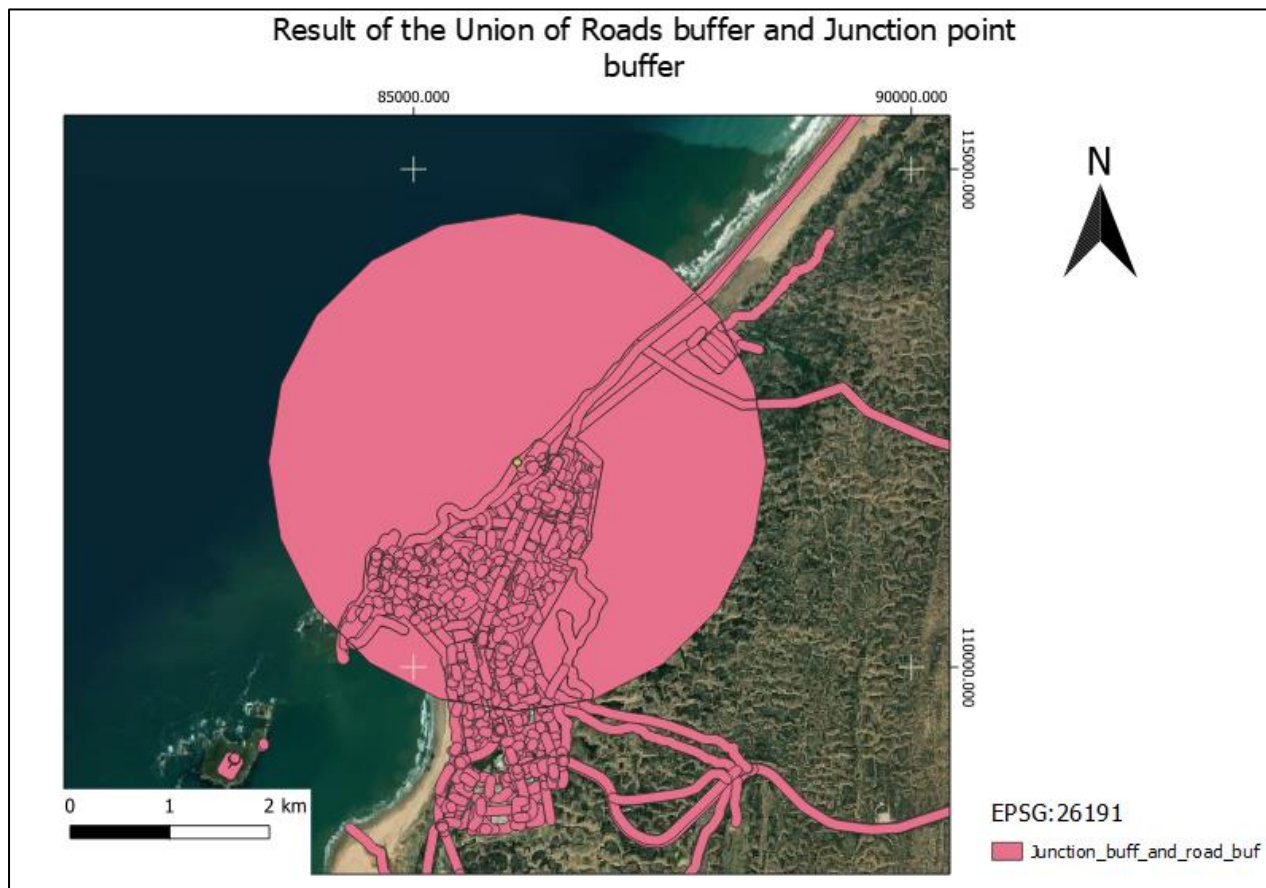 Result of the Union of Roads buffer and Junction point
buffer
85000.000
90000.000
115000.000
N
110000.000
0 1 2 km
EPSG:26191
Junction_buff_and_road_buf